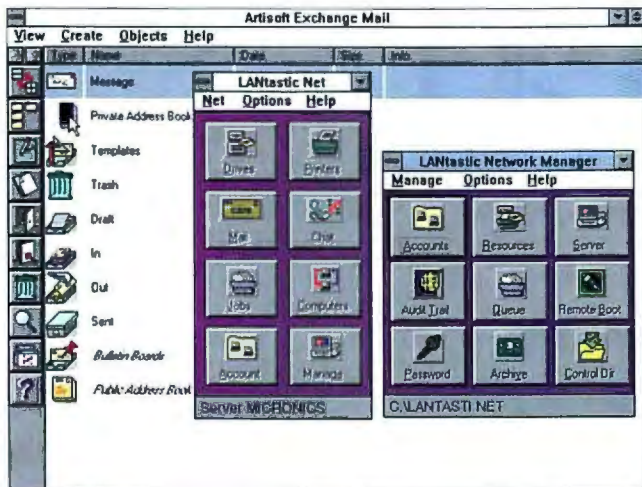 Artisoft Exchange Mail
View Create Objects Help
Type Name Date Size Info
Message
Private Address Book
Templates
Trash
Draft
In
Out
Sent
Bulletin Boards
Public Address Book
LANtastic Net
Net Options Help
Drives Printers
Mail Chat
Jobs Computers
Account Manage
Server MICRONICS
LANtastic Network Manager
Manage Options Help
Accounts Resources Server
Audit Trail Queue Remote Boot
Password Archive Control Dir
C:\LANTASTI.NET